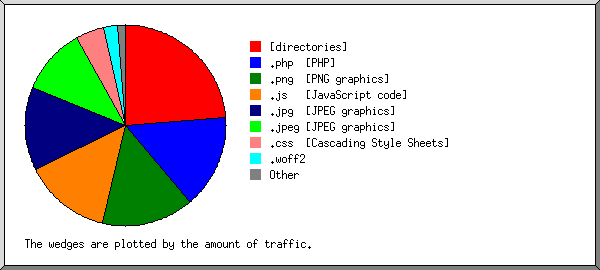 [directories]
.php [PHP]
.png [PNG graphics]
.js [JavaScript code]
.jpg [JPEG graphics]
.jpeg [JPEG graphics]
.css [Cascading Style Sheets]
.woff2
Other
The wedges are plotted by the amount of traffic.